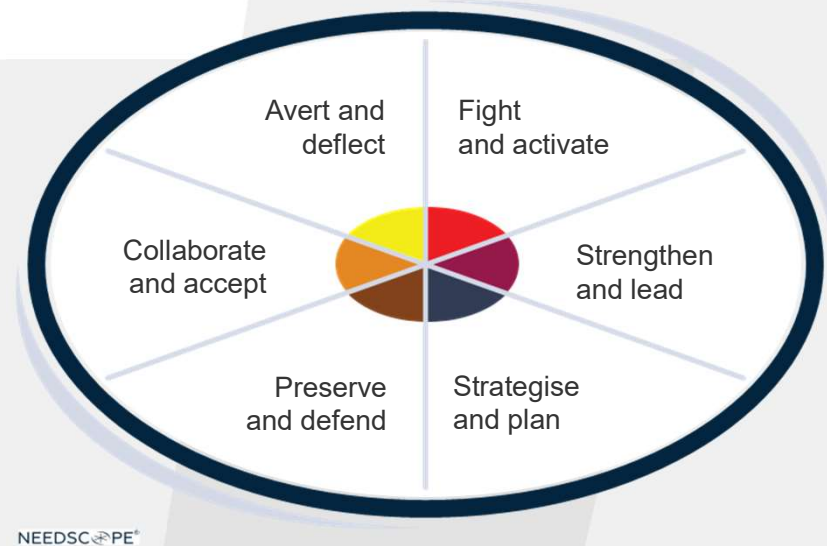 Avert and
deflect
Fight
and activate
Collaborate
and accept
Strengthen
and lead
Preserve
and defend
Strategise
and plan
NEEDSCOPE®